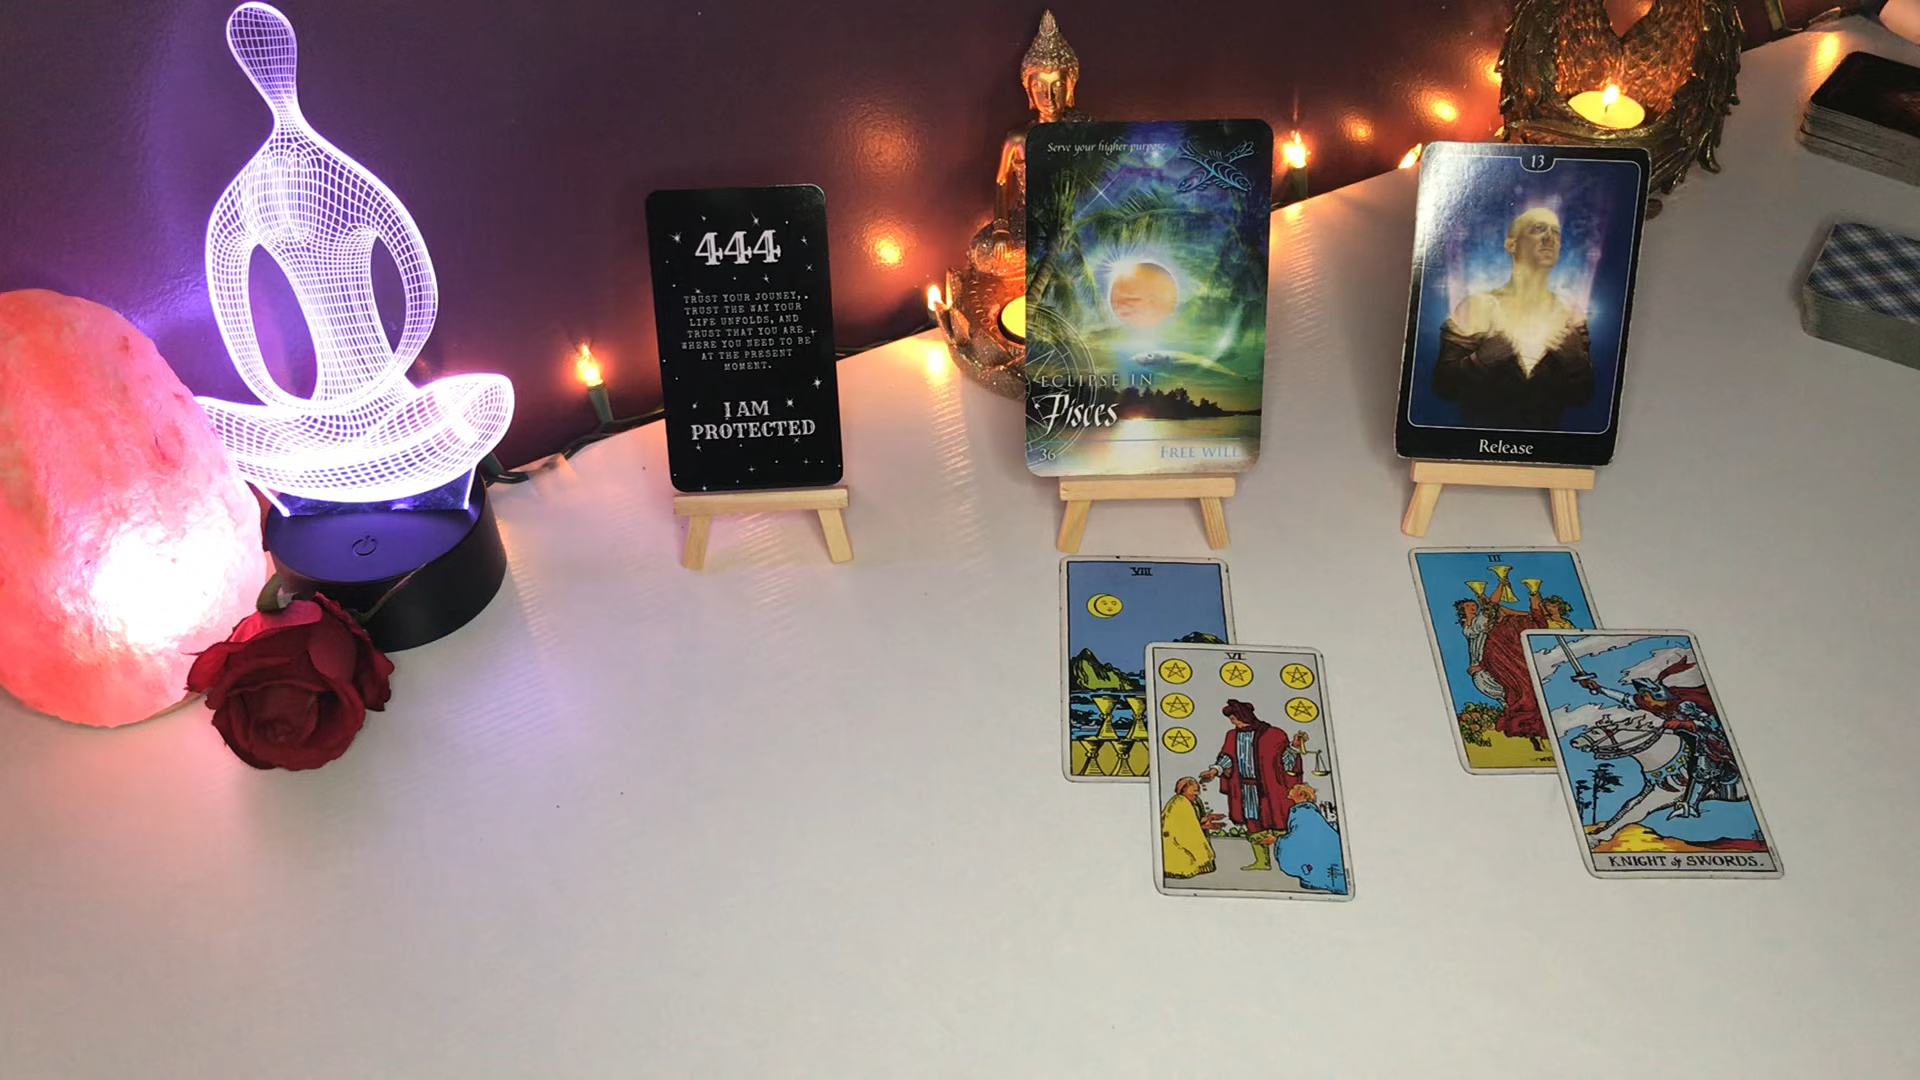 444
TRUST YOUR JOUNEY,
TRUST THE WAY YOUR
LIFE UNFOLDS, AND
TRUST THAT YOU ARE
WHERE YOU NEED TO BE
AT THE PRESENT
MOMENT.
I AM
PROTECTED
Serve your higher purpose
ECLIPSE IN
Pisces
36
FREE WILL
13
Release
VIII
VI
III
KNIGHT of SWORDS.